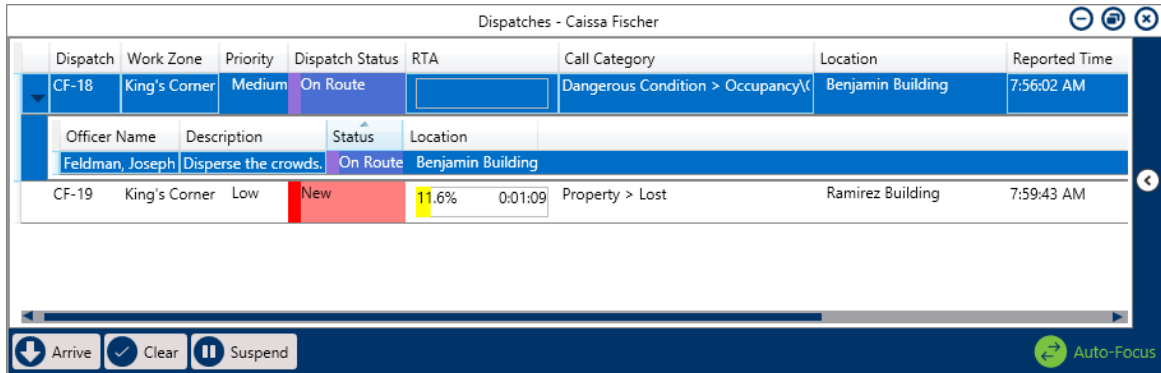 Dispatches - Caissa Fischer
Dispatch Work Zone Priority Dispatch Status RTA Call Category Location Reported Time
CF-18 King's Corner Medium On Route Dangerous Condition > Occupancy\ Benjamin Building 7:56:02 AM
Officer Name Description Status Location
Feldman, Joseph Disperse the crowds. On Route Benjamin Building
CF-19 King's Corner Low New 11.6% 0:01:09 Property > Lost Ramirez Building 7:59:43 AM
Arrive Clear Suspend Auto-Focus